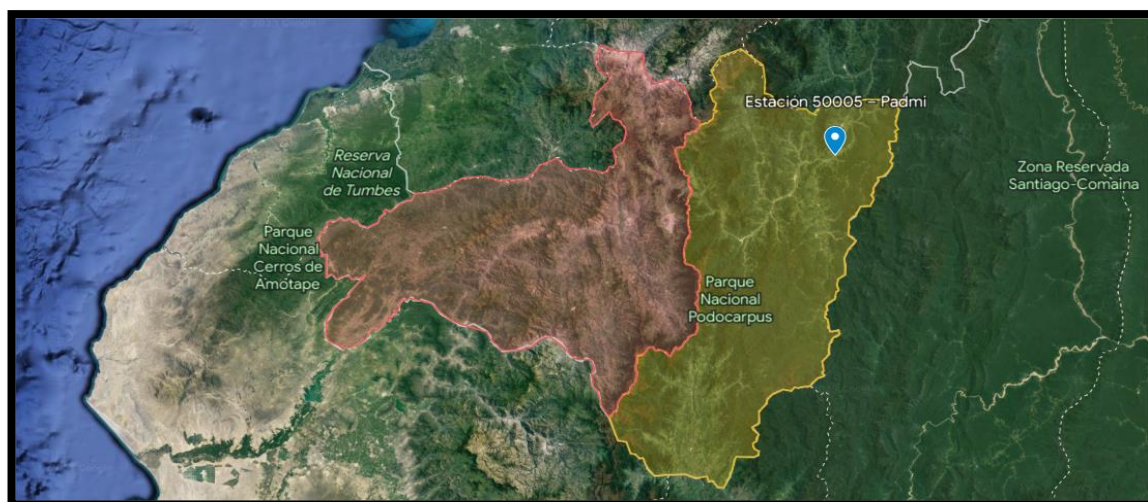 Estación 50005 – Padmi
Reserva
Nacional
de Tumbes
Zona Reservada
Santiago-Comaina
Parque
Nacional
Cerros de
Amotape
Parque
Nacional
Podocarpus